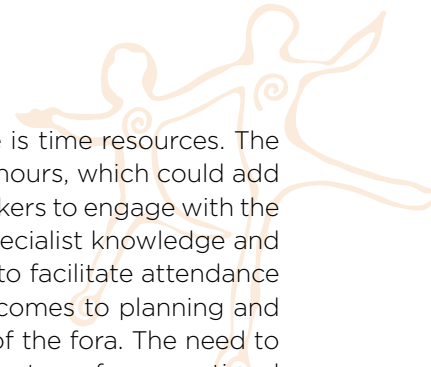 is time resources. The
hours, which could add
kers to engage with the
ecialist knowledge and
to facilitate attendance
comes to planning and
of the fora. The need to